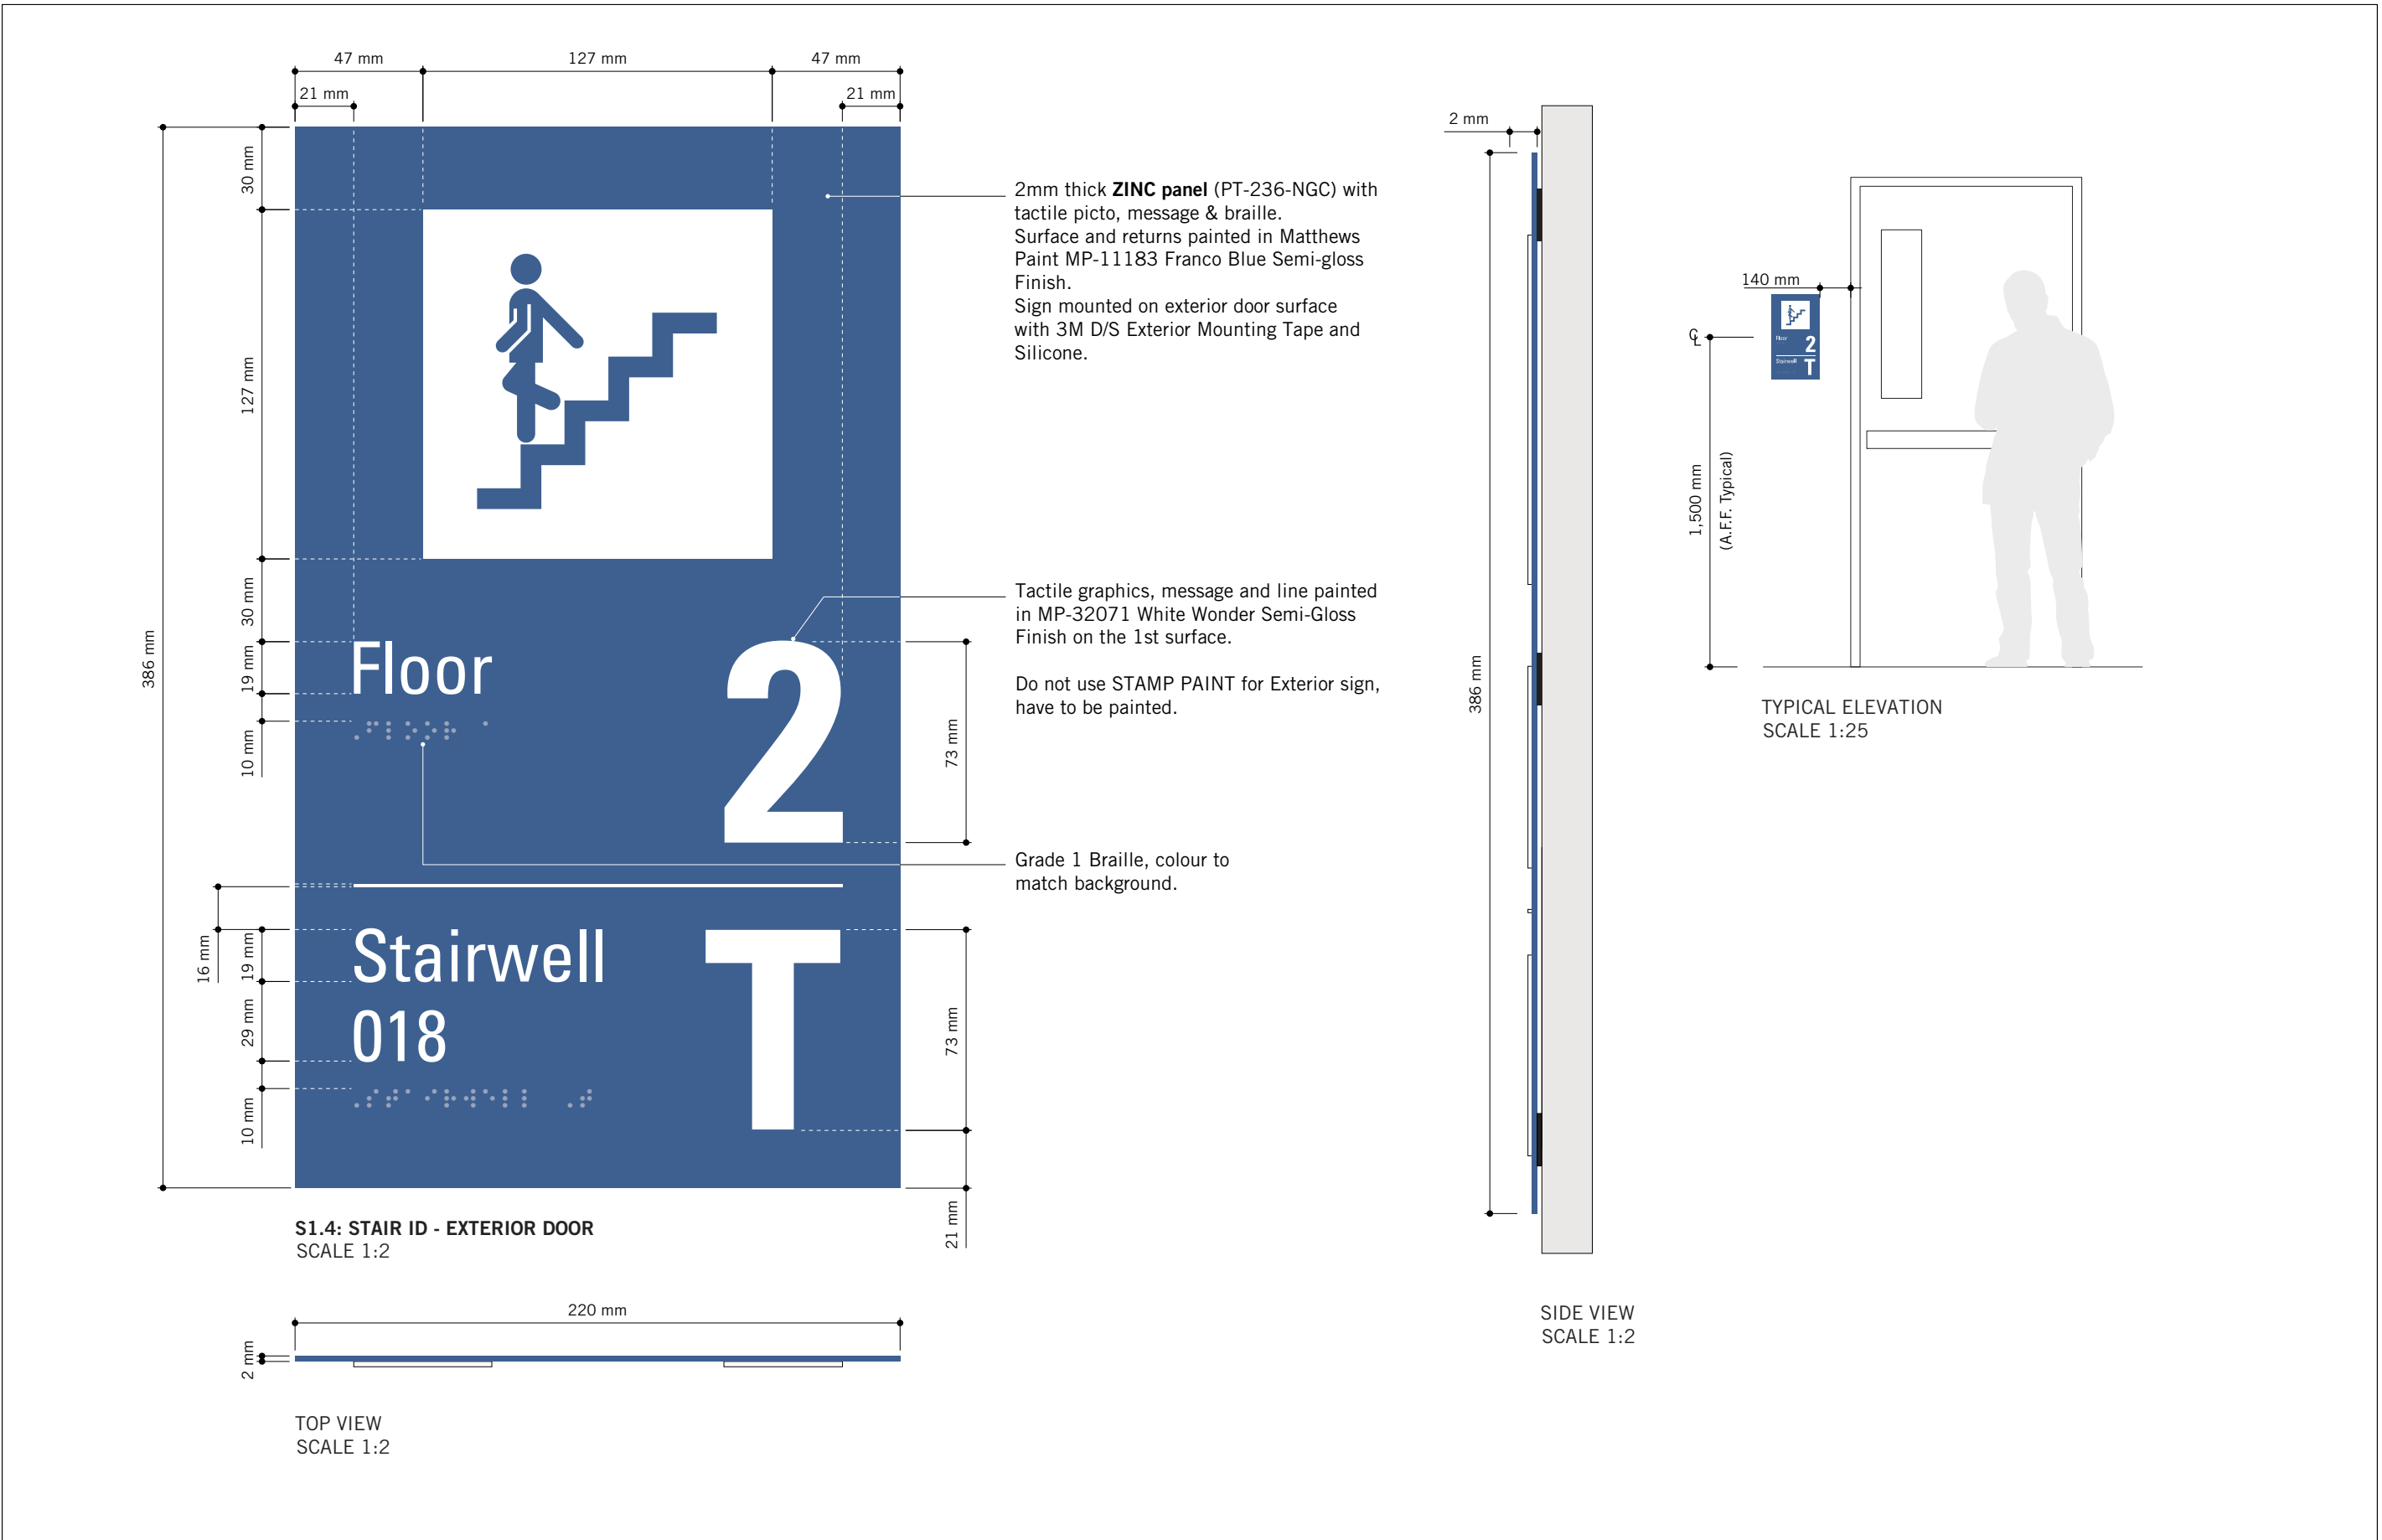 47 mm
127 mm
47 mm
21 mm
21 mm
386 mm
30 mm
127 mm
30 mm
19 mm
10 mm
16 mm
19 mm
29 mm
10 mm
Floor
2
Stairwell
018
T
73 mm
73 mm
21 mm
2mm thick ZINC panel (PT-236-NGC) with
tactile picto, message & braille.
Surface and returns painted in Matthews
Paint MP-11183 Franco Blue Semi-gloss
Finish.
Sign mounted on exterior door surface
with 3M D/S Exterior Mounting Tape and
Silicone.
Tactile graphics, message and line painted
in MP-32071 White Wonder Semi-Gloss
Finish on the 1st surface.
Do not use STAMP PAINT for Exterior sign,
have to be painted.
Grade 1 Braille, colour to
match background.
S1.4: STAIR ID - EXTERIOR DOOR
SCALE 1:2
220 mm
2 mm
TOP VIEW
SCALE 1:2
2 mm
386 mm
SIDE VIEW
SCALE 1:2
140 mm
CL
Floor
2
Stairwell
T
1,500 mm
(A.F.F. Typical)
TYPICAL ELEVATION
SCALE 1:25